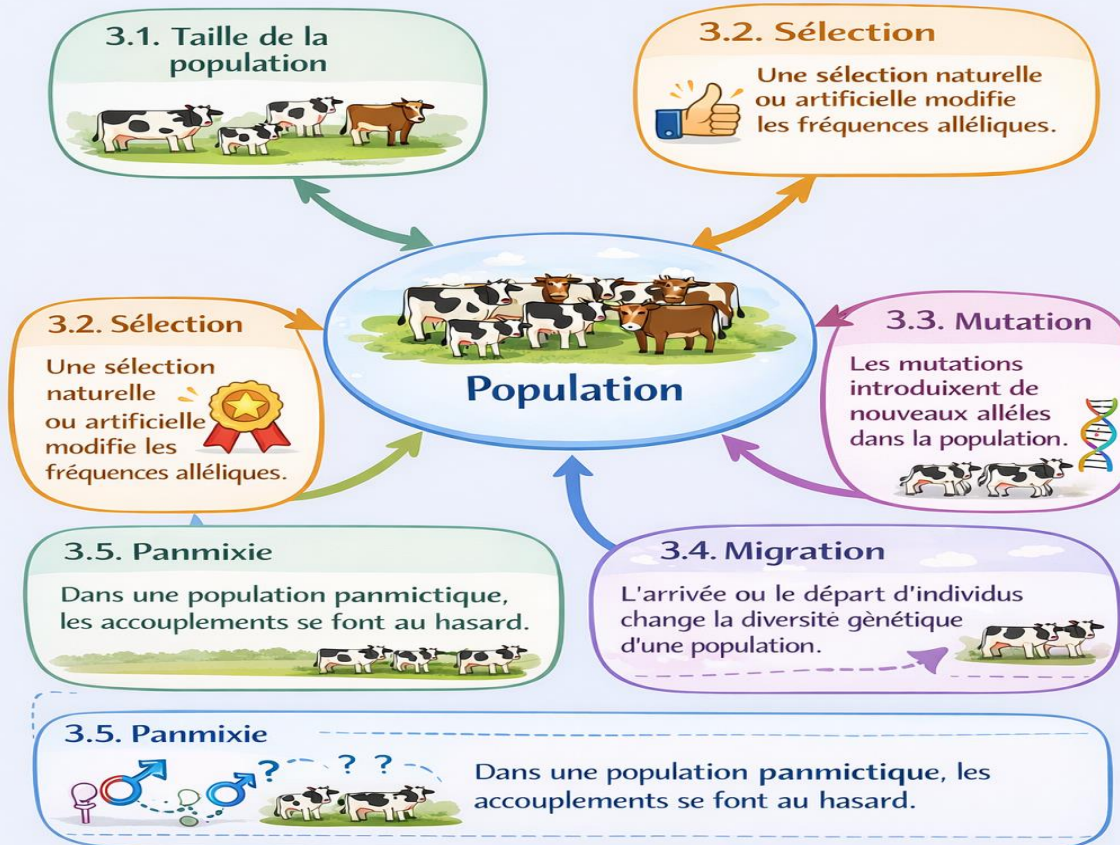 3.1. Taille de la
population
3.2. Sélection
Une sélection naturelle
ou artificielle modifie
les fréquences alléliques.
Population
3.2. Sélection
Une sélection
naturelle
ou artificielle
modifie les
fréquences alléliques.
3.3. Mutation
Les mutations
introduixent de
nouveaux alléles
dans la population.
3.5. Panmixie
Dans une population panmictique,
les accouplements se font au hasard.
3.4. Migration
L'arrivée ou le départ d'individus
change la diversité gènétique
d'une population.
3.5. Panmixie
? ? ?
Dans une population panmictique, les
accouplements se font au hasard.